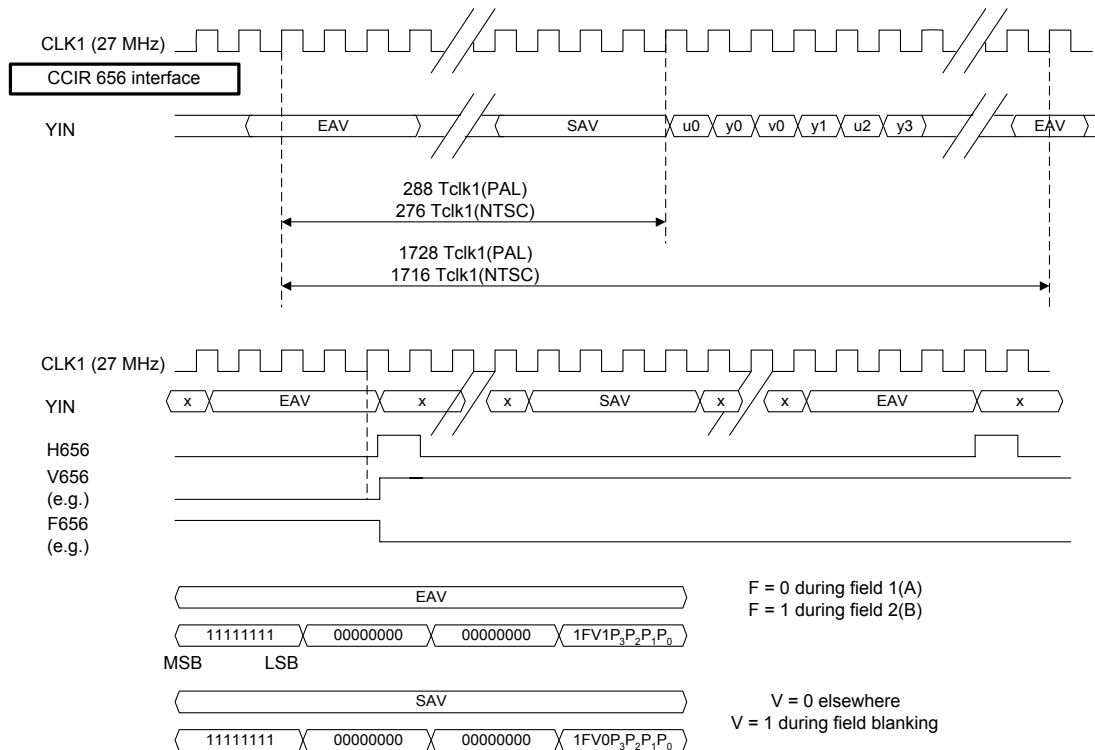 CLK1 (27 MHz)
CCIR 656 interface
YIN EAV SAV u0 y0 v0 y1 u2 y3 EAV
288 Tclk1(PAL)
276 Tclk1(NTSC)
1728 Tclk1(PAL)
1716 Tclk1(NTSC)
CLK1 (27 MHz)
YIN x EAV x x SAV x x EAV x
H656
V656
(e.g.)
F656
(e.g.)
EAV
F = 0 during field 1(A)
F = 1 during field 2(B)
11111111 00000000 00000000 1FV1P₃P₂P₁P₀
MSB LSB
SAV
V = 0 elsewhere
V = 1 during field blanking
11111111 00000000 00000000 1FV0P₃P₂P₁P₀